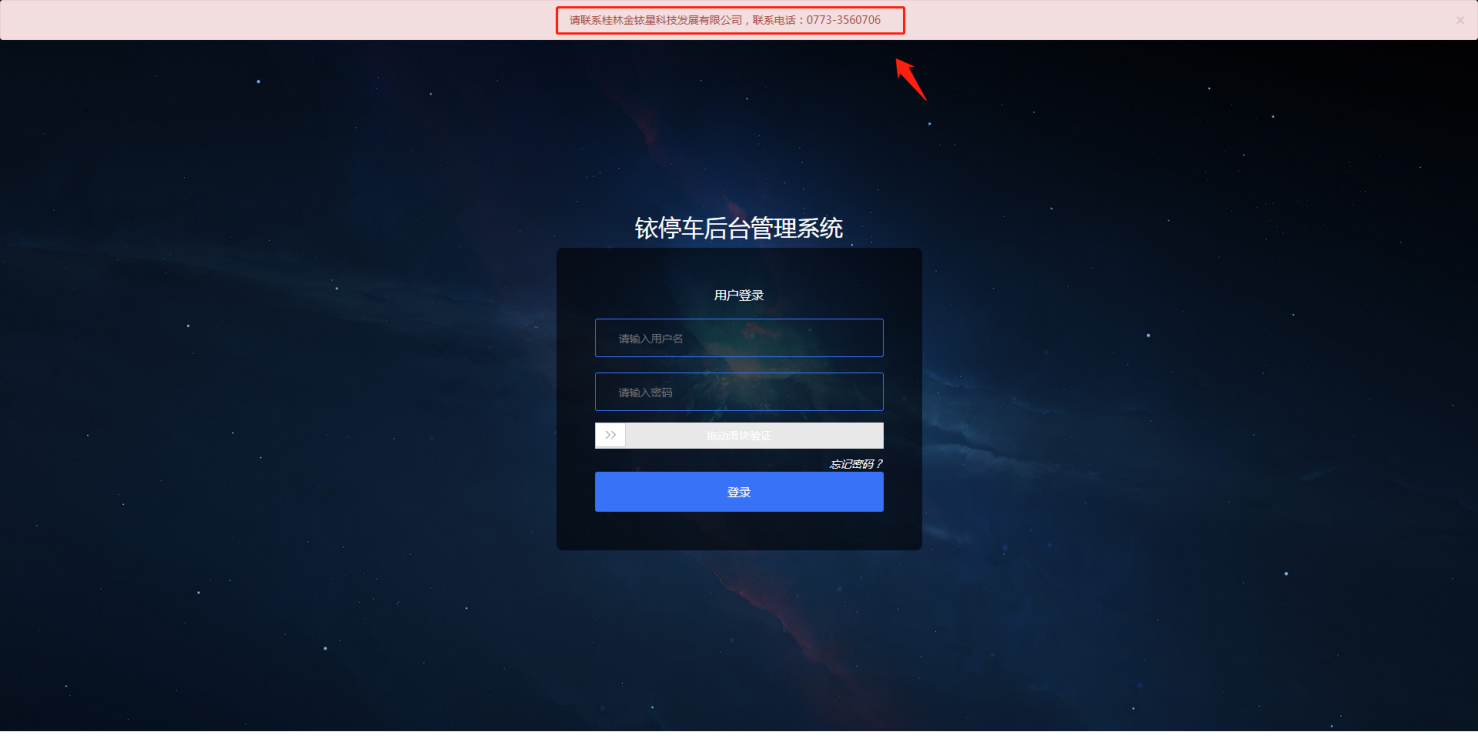 请联系桂林金铱星科技发展有限公司，联系电话：0773-3560706
铱停车后台管理系统
用户登录
请输入用户名
请输入密码
拖动滑块验证
忘记密码？
登录